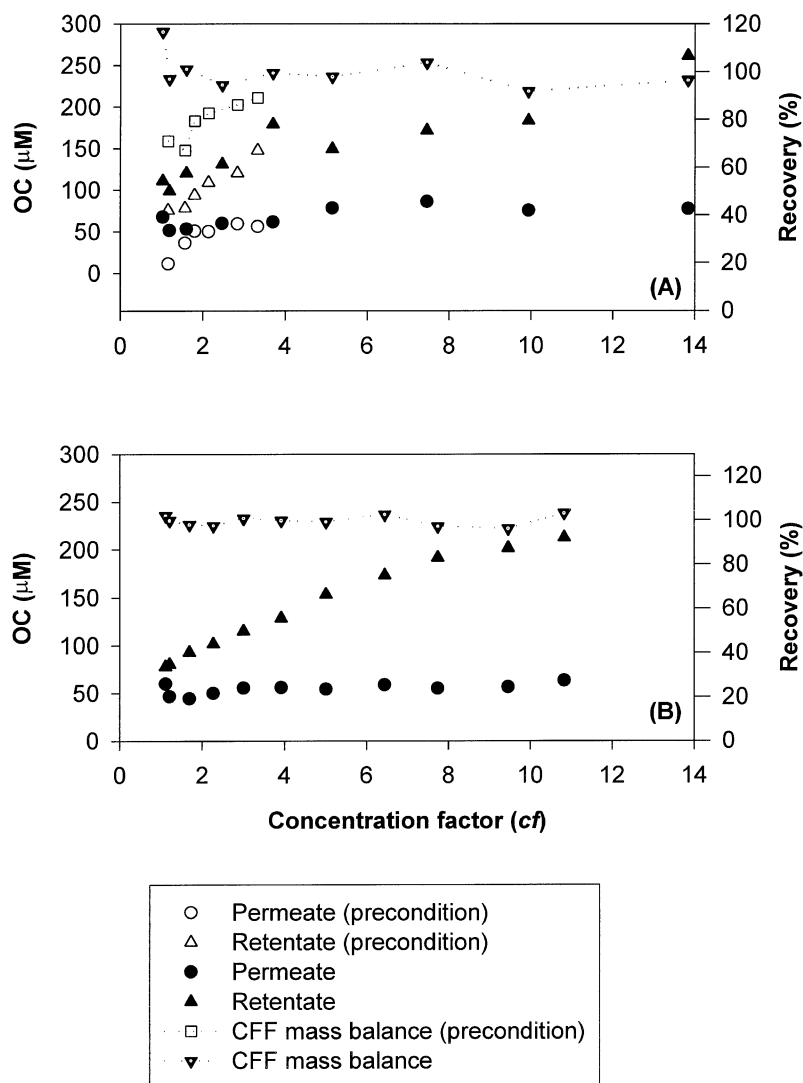 300
250
200
150
100
50
0
OC (μM)
120
100
80
60
40
20
0
Recovery (%)
(A)
0 2 4 6 8 10 12 14
300
250
200
150
100
50
0
OC (μM)
120
100
80
60
40
20
0
Recovery (%)
(B)
0 2 4 6 8 10 12 14
Concentration factor (cf)
Permeate (precondition)
Retentate (precondition)
Permeate
Retentate
CFF mass balance (precondition)
CFF mass balance